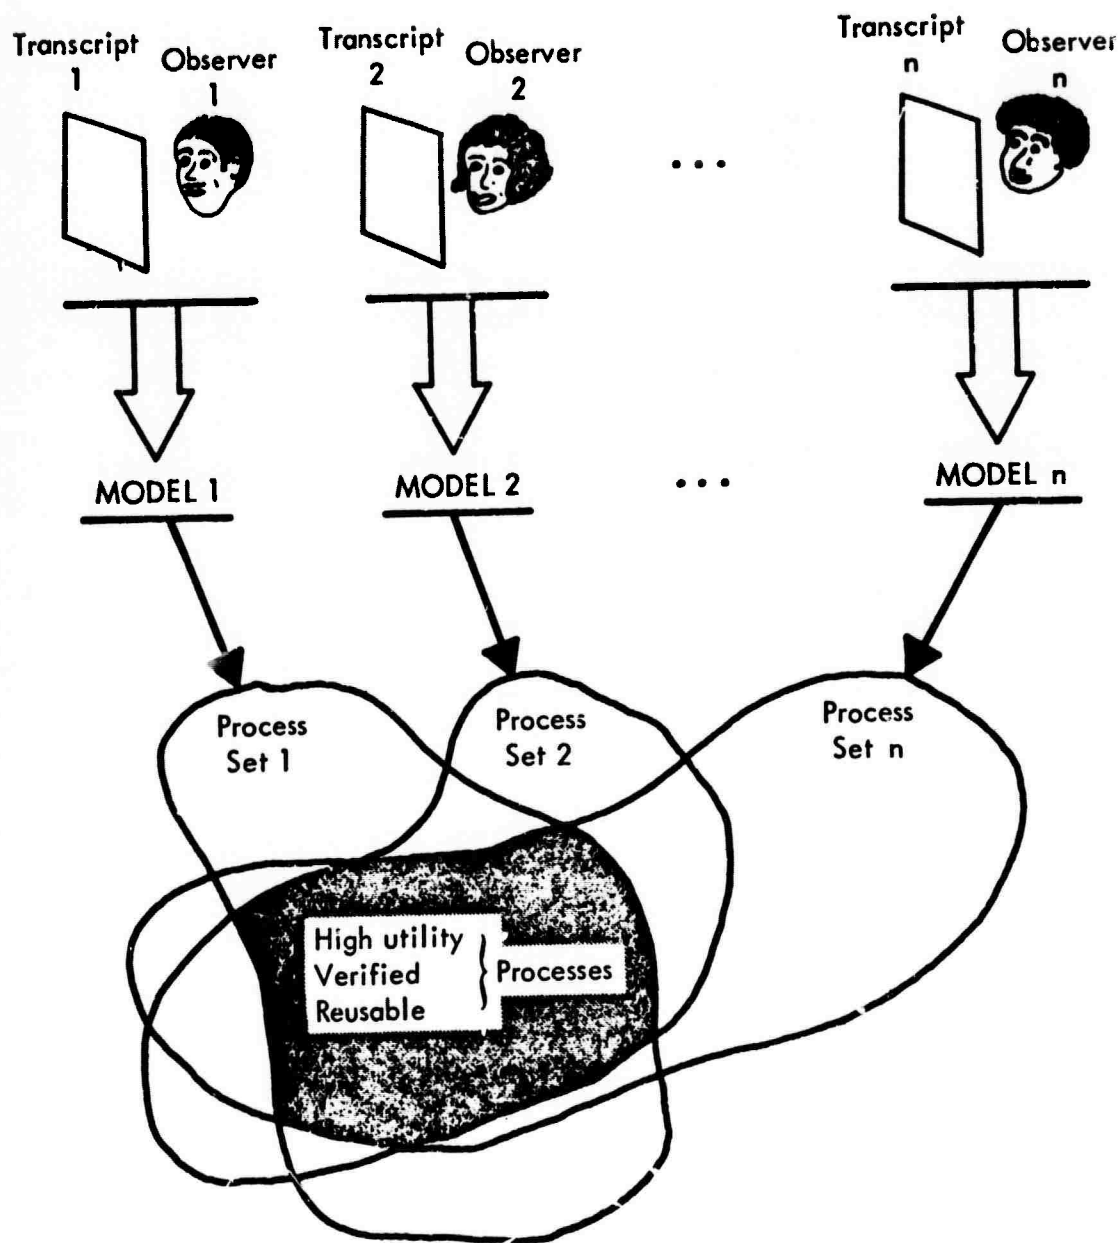 Transcript
1
Observer
1
Transcript
2
Observer
2
Transcript
n
Observer
n
...
MODEL 1
MODEL 2
...
MODEL n
Process
Set 1
Process
Set 2
Process
Set n
High utility
Verified
Reusable
Processes